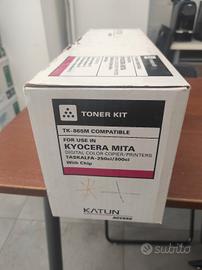 TONER KIT
TK-865M COMPATIBLE
FOR USE IN
KYOCERA MITA
DIGITAL COLOR COPIER/PRINTERS
TASKALFA-250ci/300ci
With Chip
KATUN
ACCESS
subito